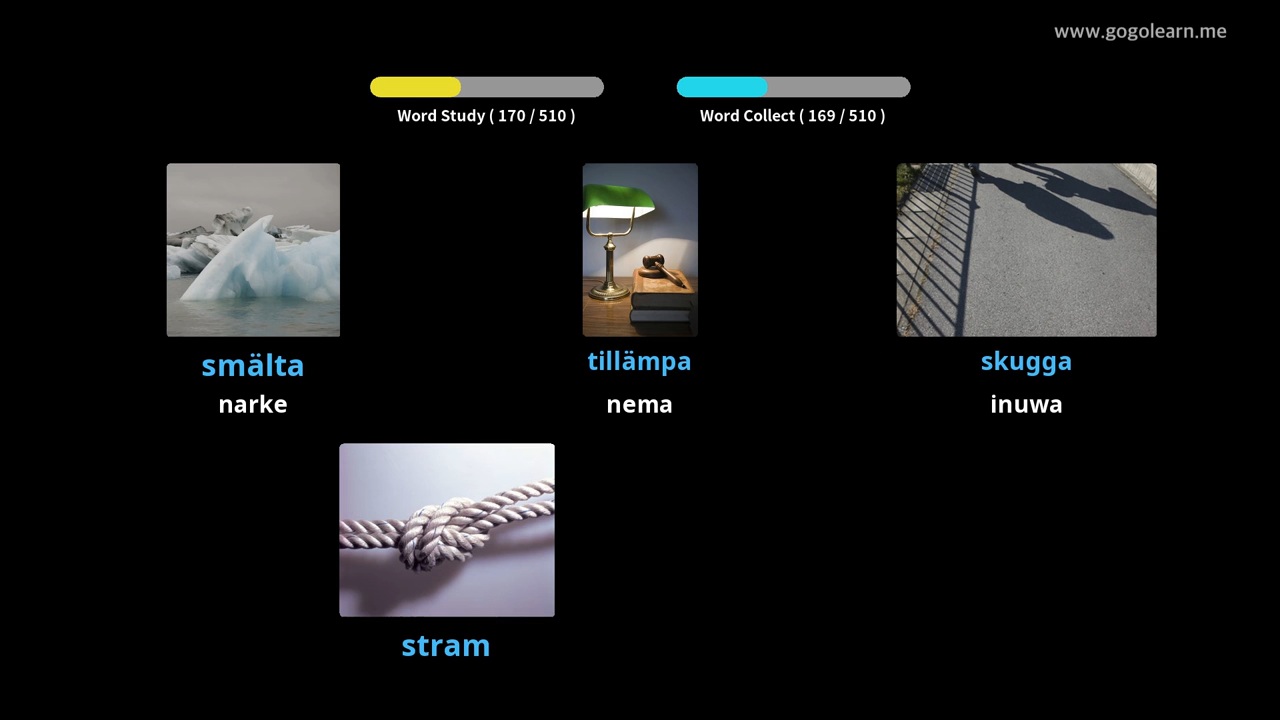 www.gogolearn.me
Word Study ( 170 / 510 )
Word Collect ( 169 / 510 )
smälta
tillämpa
skugga
narke
nema
inuwa
stram